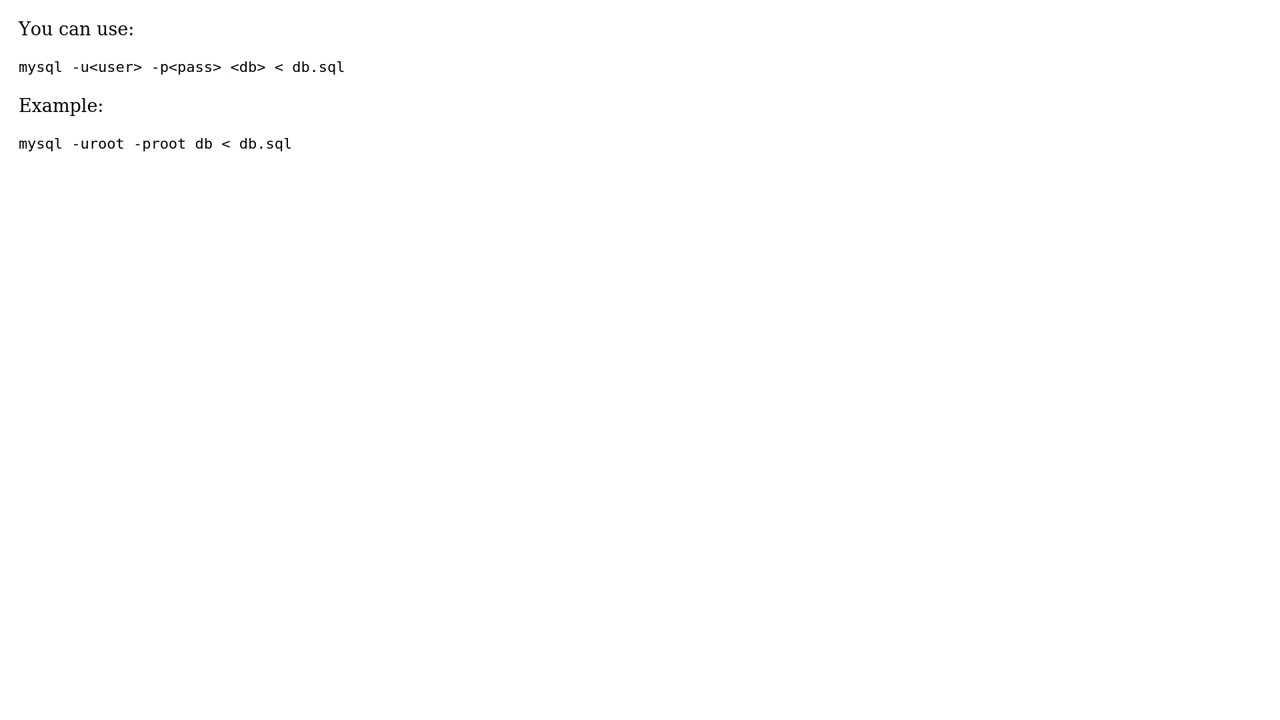 You can use:
mysql -u<user> -p<pass> <db> < db.sql
Example:
mysql -uroot -proot db < db.sql